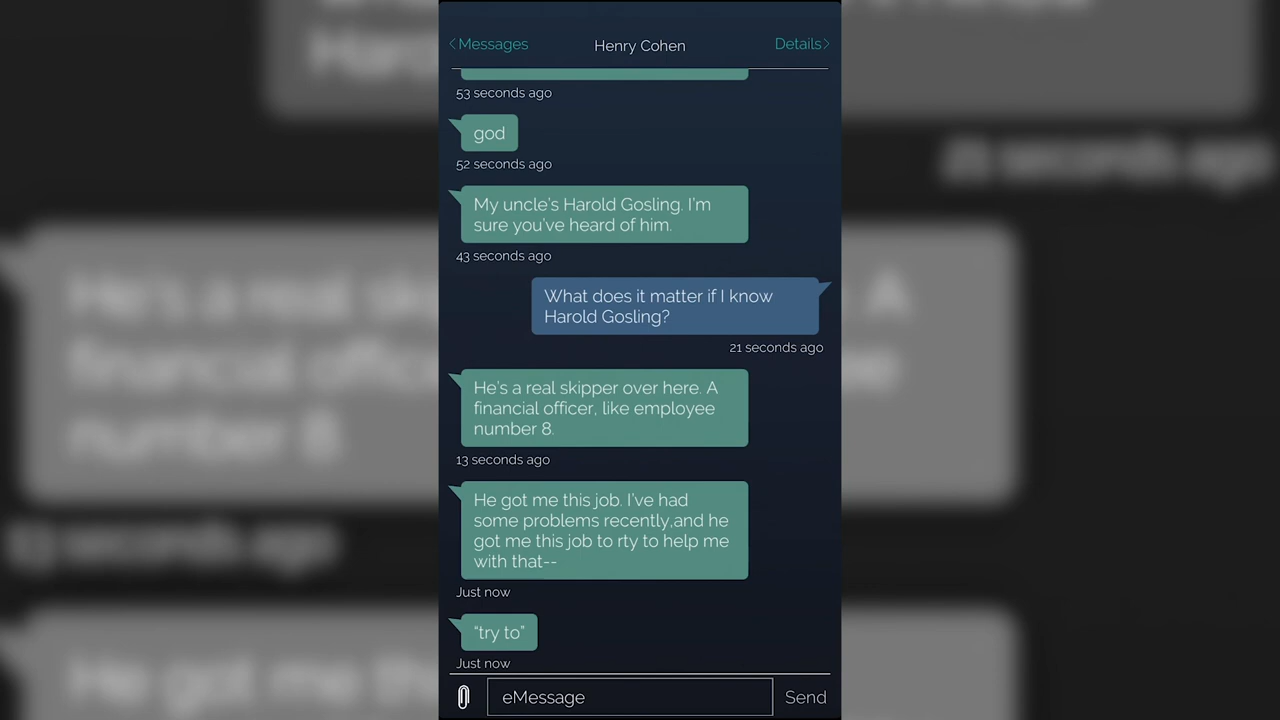 Messages
Henry Cohen
Details
53 seconds ago
god
52 seconds ago
My uncle's Harold Gosling. I'm
sure you've heard of him.
43 seconds ago
What does it matter if I know
Harold Gosling?
21 seconds ago
He's a real skipper over here. A
financial officer, like employee
number 8.
13 seconds ago
He got me this job. I've had
some problems recently,and he
got me this job to rty to help me
with that--
Just now
"try to"
Just now
eMessage
Send